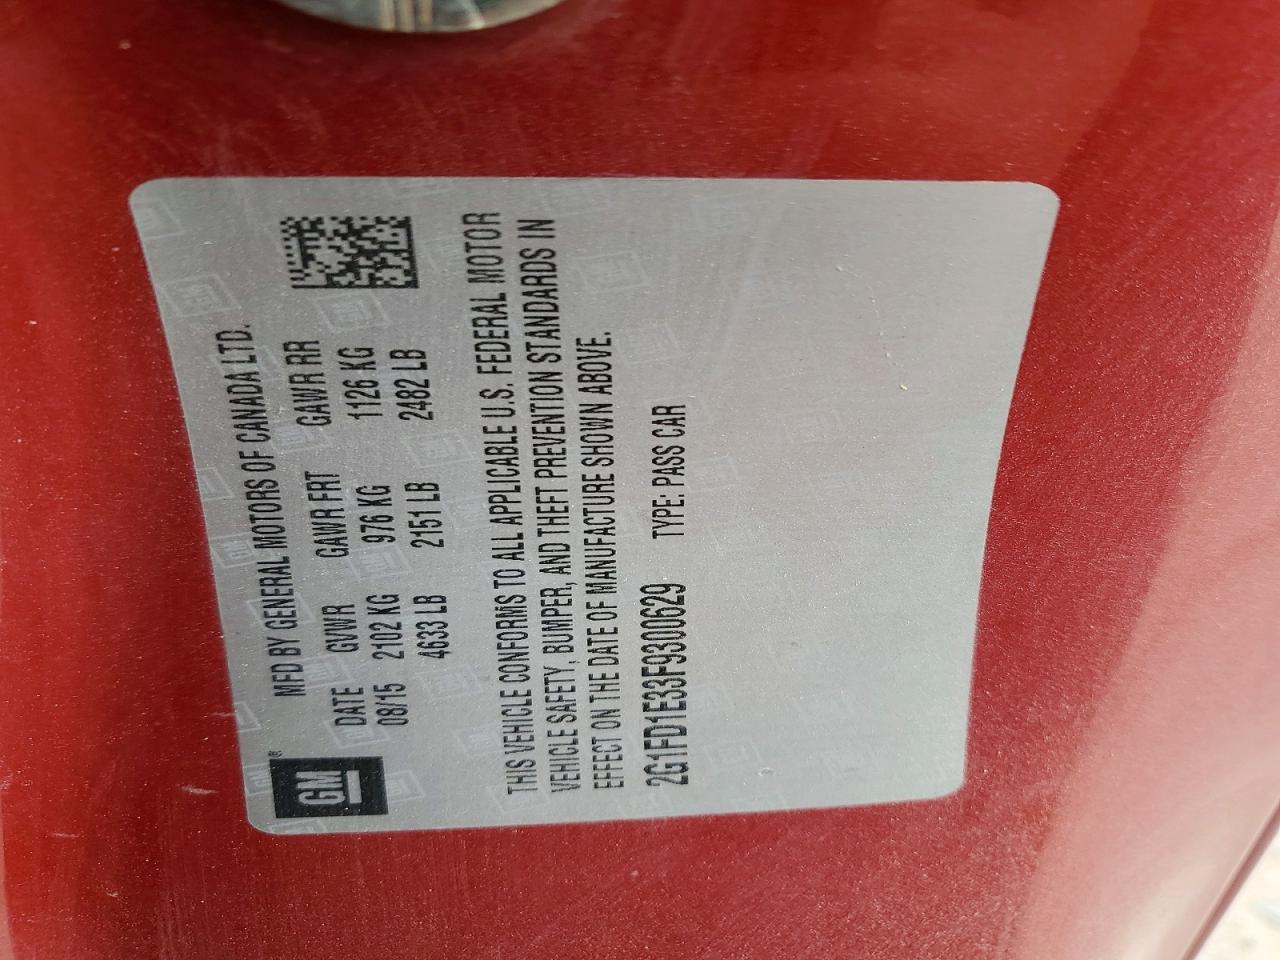 GM
®
MFD BY GENERAL MOTORS OF CANADA LTD.
DATE GVWR GAWR FRT GAWR RR
08/15 2102 KG 976 KG 1126 KG
4633 LB 2151 LB 2482 LB
THIS VEHICLE CONFORMS TO ALL APPLICABLE U.S. FEDERAL MOTOR
VEHICLE SAFETY, BUMPER, AND THEFT PREVENTION STANDARDS IN
EFFECT ON THE DATE OF MANUFACTURE SHOWN ABOVE.
2G1FD1E33F9300629 TYPE: PASS CAR